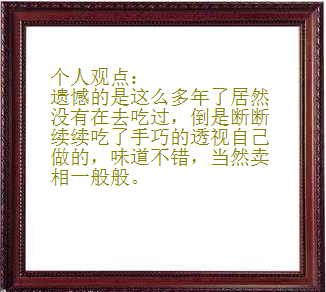 个人观点：
遗憾的是这么多年了居然
没有在去吃过，倒是断断
续续吃了手巧的透视自己
做的，味道不错，当然卖
相一般般。